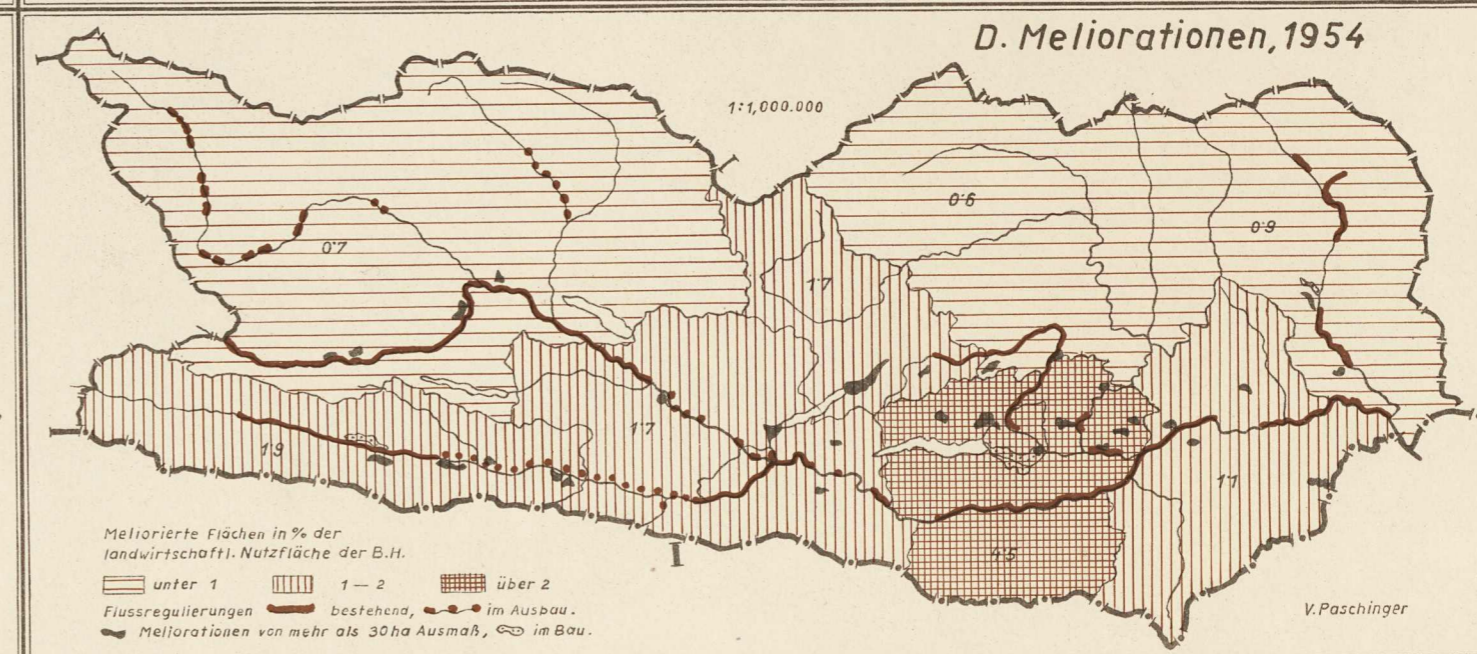 D. Meliorationen, 1954
1:1,000.000
0·6
0·9
0·7
1·7
1·7
1·9
1·1
4·5
I
Meliorierte Flächen in % der
landwirtschaftl. Nutzfläche der B.H.
unter 1 1 — 2 über 2
Flussregulierungen bestehend, im Ausbau.
Meliorationen von mehr als 30 ha Ausmaß, im Bau.
V. Paschinger